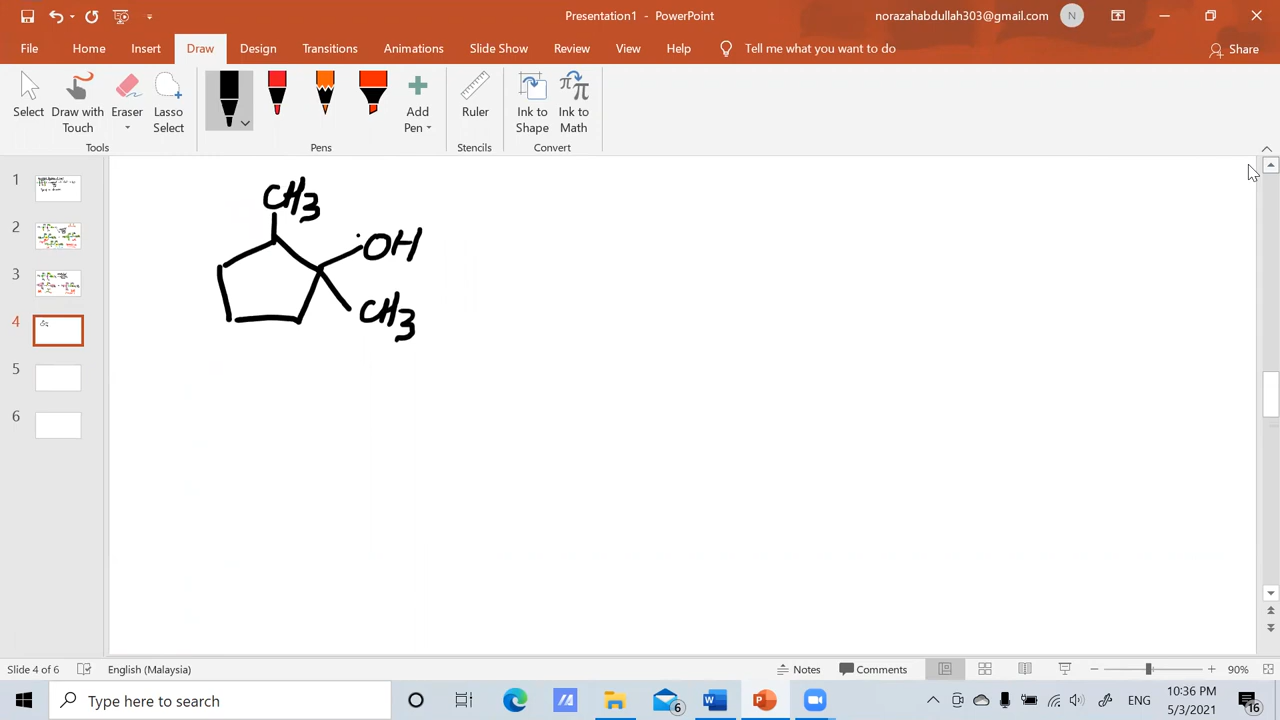 Presentation1 - PowerPoint
norazahabdullah303@gmail.com
N
File
Home
Insert
Draw
Design
Transitions
Animations
Slide Show
Review
View
Help
Tell me what you want to do
Share
Select
Draw with Touch
Eraser
Lasso Select
Add Pen
Ruler
Ink to Shape
Ink to Math
Tools
Pens
Stencils
Convert
1
2
3
4
5
6
CH3
OH
CH3
Slide 4 of 6
English (Malaysia)
Notes
Comments
90%
Type here to search
6
ENG
10:36 PM
5/3/2021
16